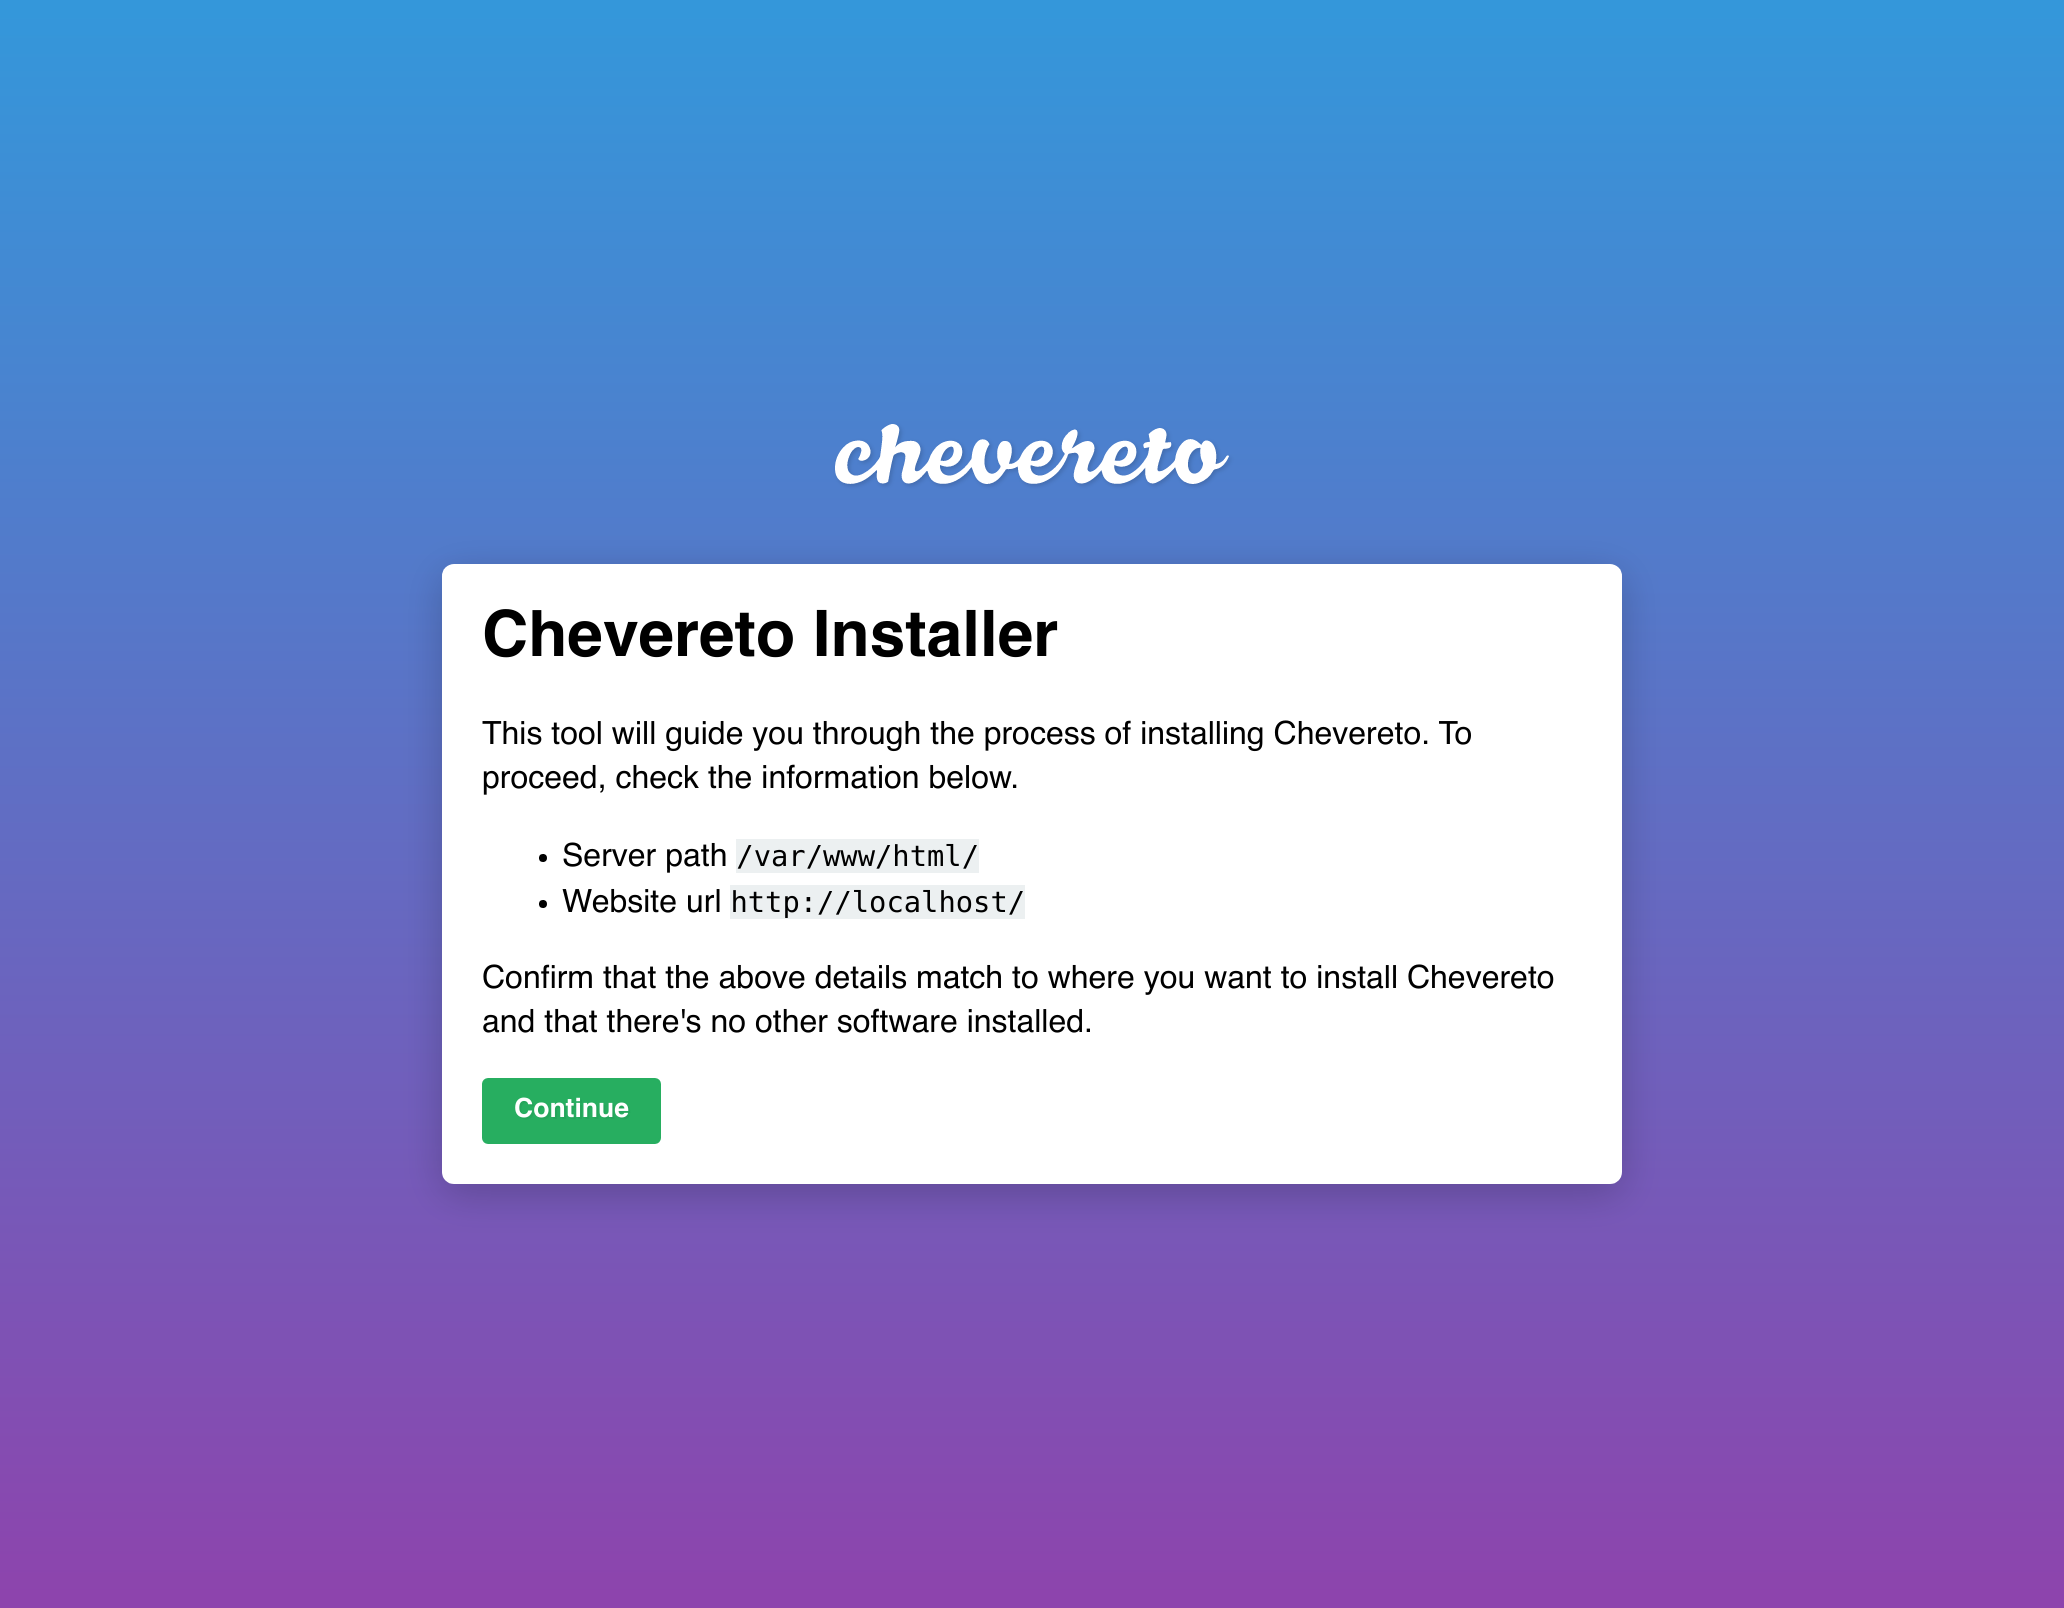 chevereto
Chevereto Installer
This tool will guide you through the process of installing Chevereto. To
proceed, check the information below.
• Server path /var/www/html/
• Website url http://localhost/
Confirm that the above details match to where you want to install Chevereto
and that there's no other software installed.
Continue